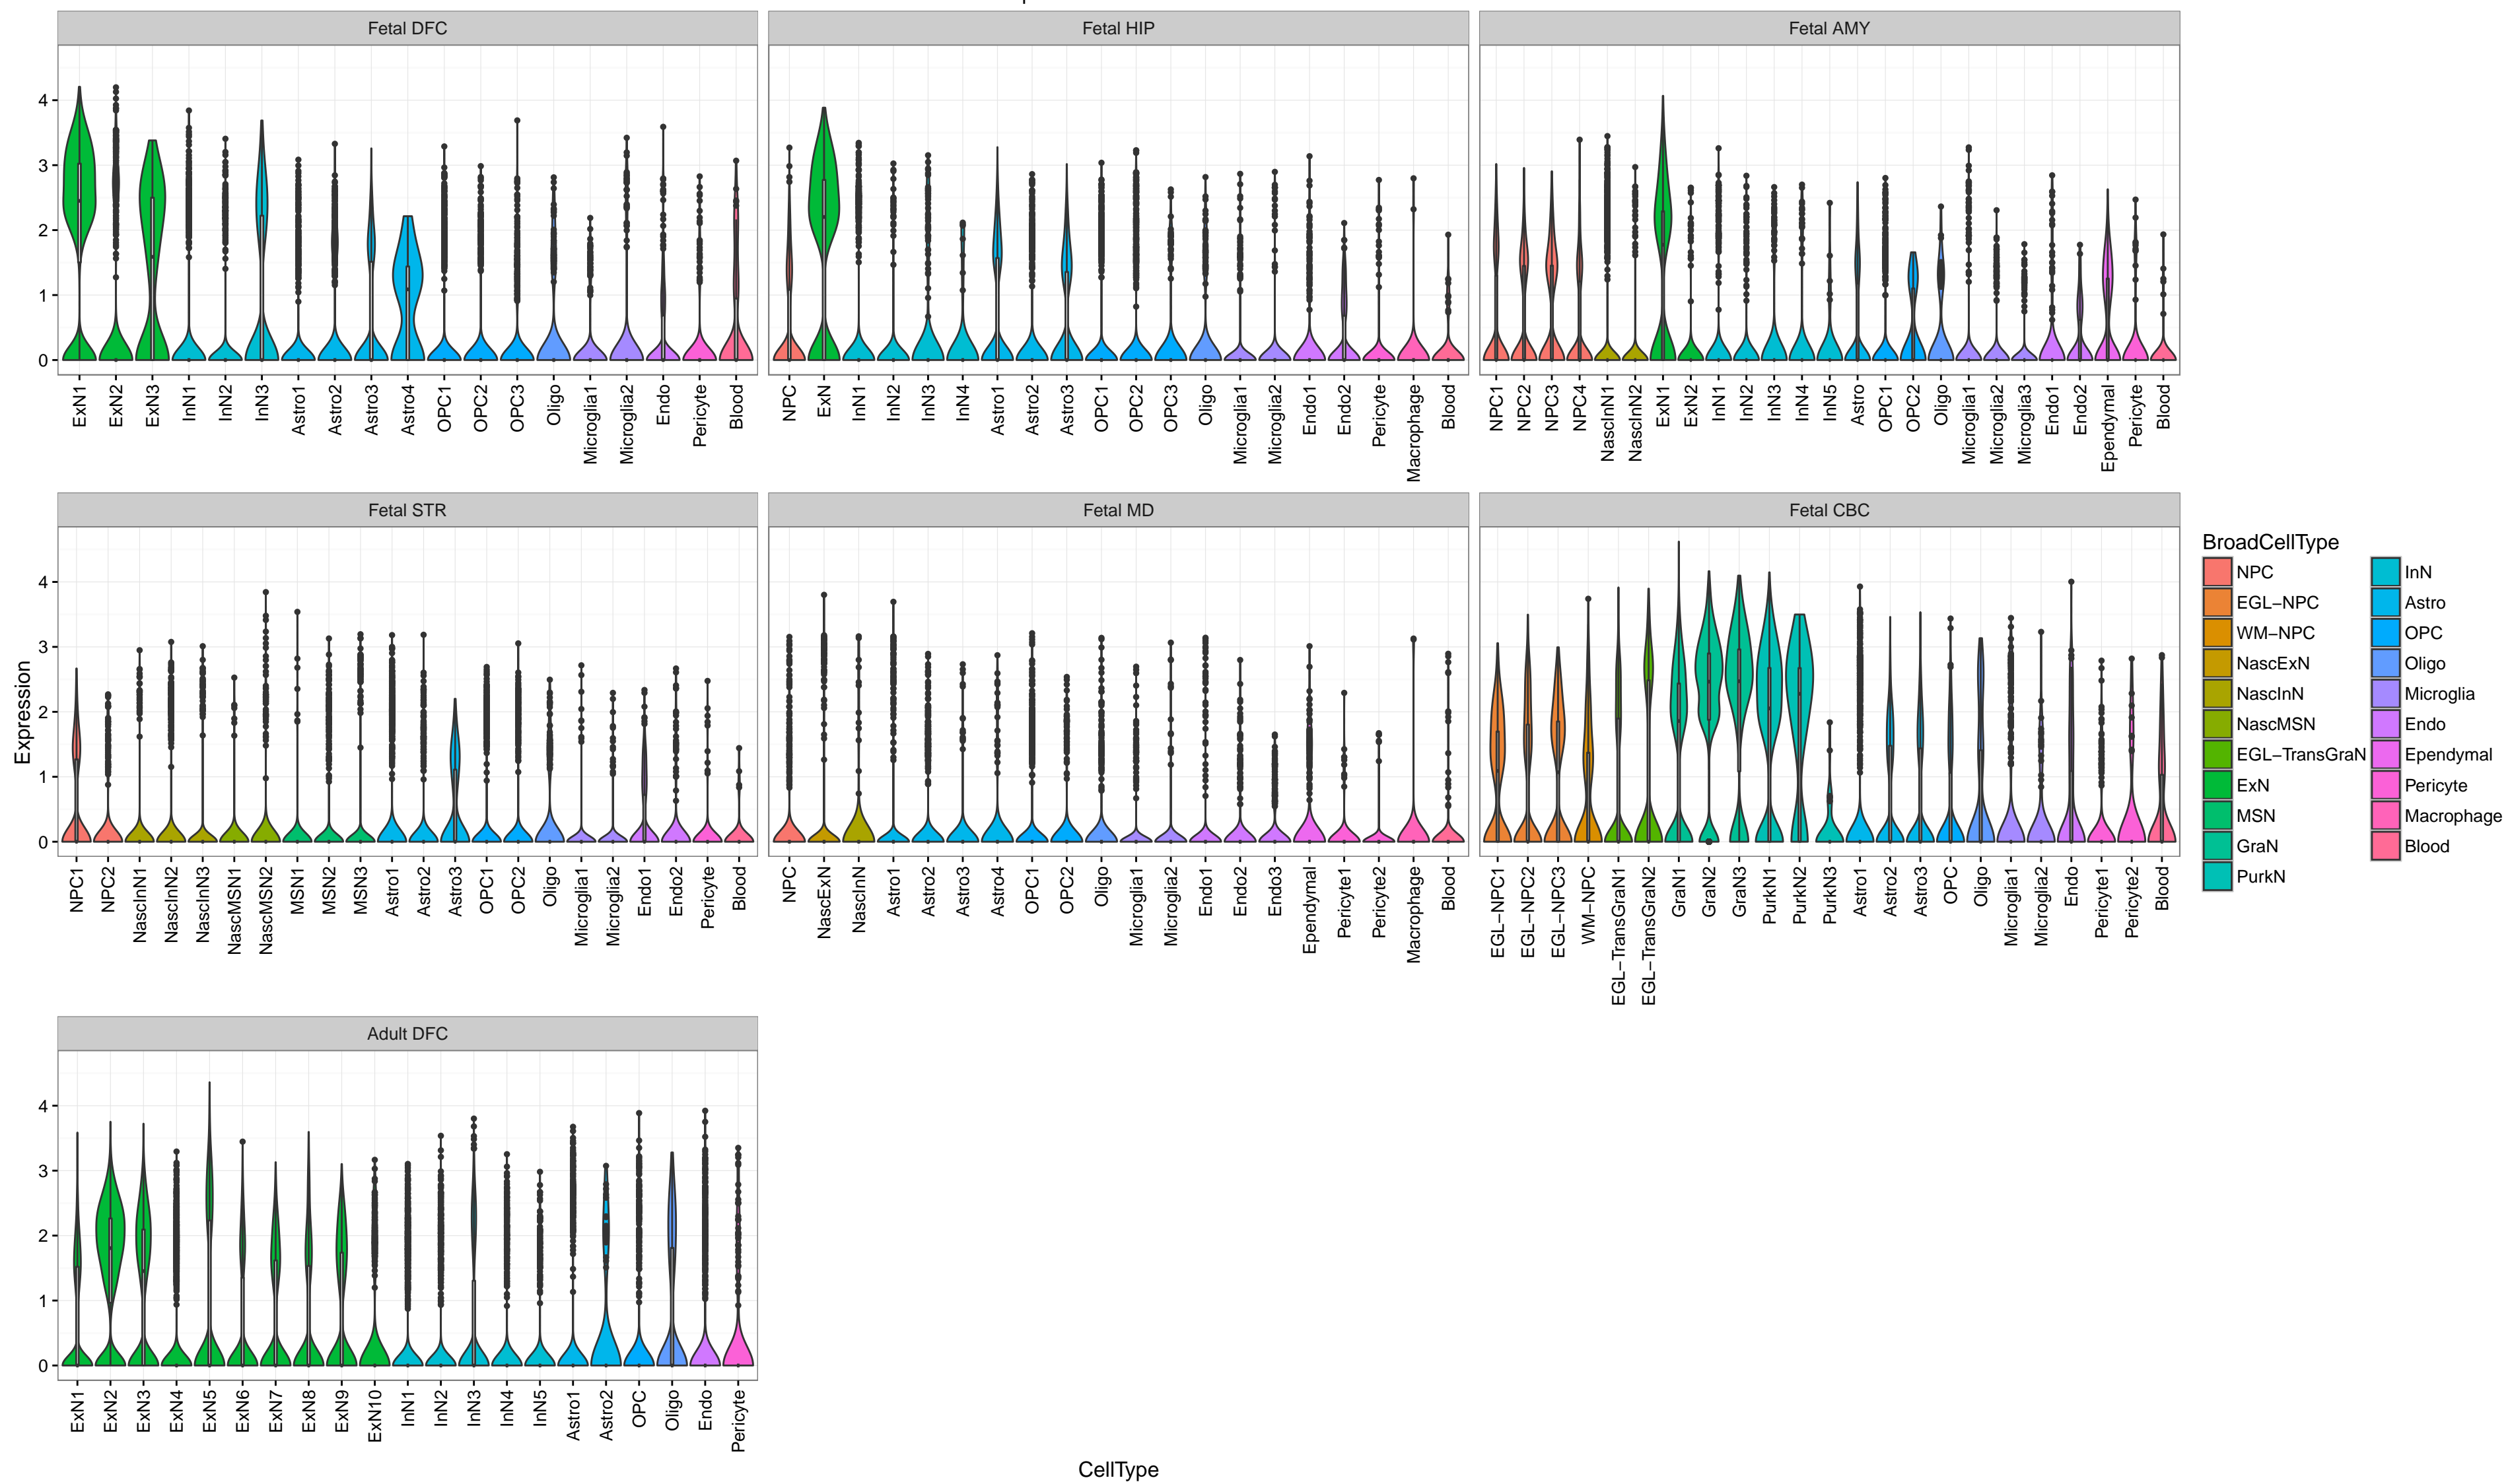 Fetal DFC
Fetal HIP
Fetal AMY
4
3
2
1
0
ExN1 ExN2 ExN3 InN1 InN2 InN3 Astro1 Astro2 Astro3 Astro4 OPC1 OPC2 OPC3 Oligo Microglia1 Microglia2 Endo Pericyte Blood
NPC ExN InN1 InN2 InN3 InN4 Astro1 Astro2 Astro3 OPC1 OPC2 OPC3 Oligo Microglia1 Microglia2 Endo1 Endo2 Pericyte Macrophage Blood
NPC1 NPC2 NPC3 NPC4 NascInN1 NascInN2 ExN1 ExN2 InN1 InN2 InN3 InN4 InN5 Astro OPC1 OPC2 Oligo Microglia1 Microglia2 Microglia3 Endo1 Endo2 Ependymal Pericyte Blood
Fetal STR
Fetal MD
Fetal CBC
4
3
2
1
0
NPC1 NPC2 NascInN1 NascInN2 NascInN3 NascMSN1 NascMSN2 MSN1 MSN2 MSN3 Astro1 Astro2 Astro3 OPC1 OPC2 Oligo Microglia1 Microglia2 Endo1 Endo2 Pericyte Blood
NPC NascExN NascInN Astro1 Astro2 Astro3 Astro4 OPC1 OPC2 Oligo Microglia1 Microglia2 Endo1 Endo2 Endo3 Ependymal Pericyte1 Pericyte2 Macrophage Blood
EGL−NPC1 EGL−NPC2 EGL−NPC3 WM−NPC EGL−TransGraN1 EGL−TransGraN2 GraN1 GraN2 GraN3 PurkN1 PurkN2 PurkN3 Astro1 Astro2 Astro3 OPC Oligo Microglia1 Microglia2 Endo Pericyte1 Pericyte2 Blood
Expression
Adult DFC
4
3
2
1
0
ExN1 ExN2 ExN3 ExN4 ExN5 ExN6 ExN7 ExN8 ExN9 ExN10 InN1 InN2 InN3 InN4 InN5 Astro1 Astro2 OPC Oligo Endo Pericyte
CellType
BroadCellType
NPC
EGL−NPC
WM−NPC
NascExN
NascInN
NascMSN
EGL−TransGraN
ExN
MSN
GraN
PurkN
InN
Astro
OPC
Oligo
Microglia
Endo
Ependymal
Pericyte
Macrophage
Blood